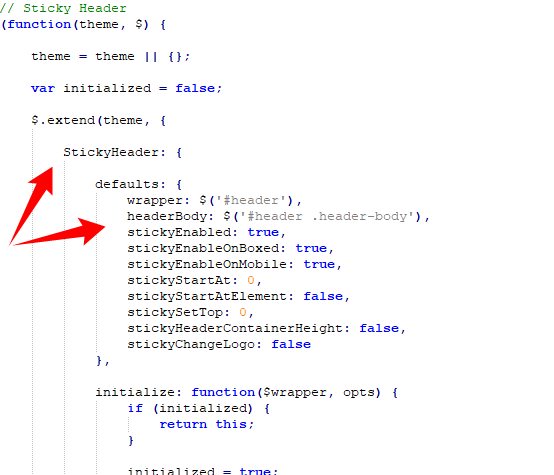 // Sticky Header
(function(theme, $) {
theme = theme || {};
var initialized = false;
$.extend(theme, {
StickyHeader: {
defaults: {
wrapper: $('#header'),
headerBody: $('#header .header-body'),
stickyEnabled: true,
stickyEnableOnBoxed: true,
stickyEnableOnMobile: true,
stickyStartAt: 0,
stickyStartAtElement: false,
stickySetTop: 0,
stickyHeaderContainerHeight: false,
stickyChangeLogo: false
},
initialize: function($wrapper, opts) {
if (initialized) {
return this;
}
initialized = true;